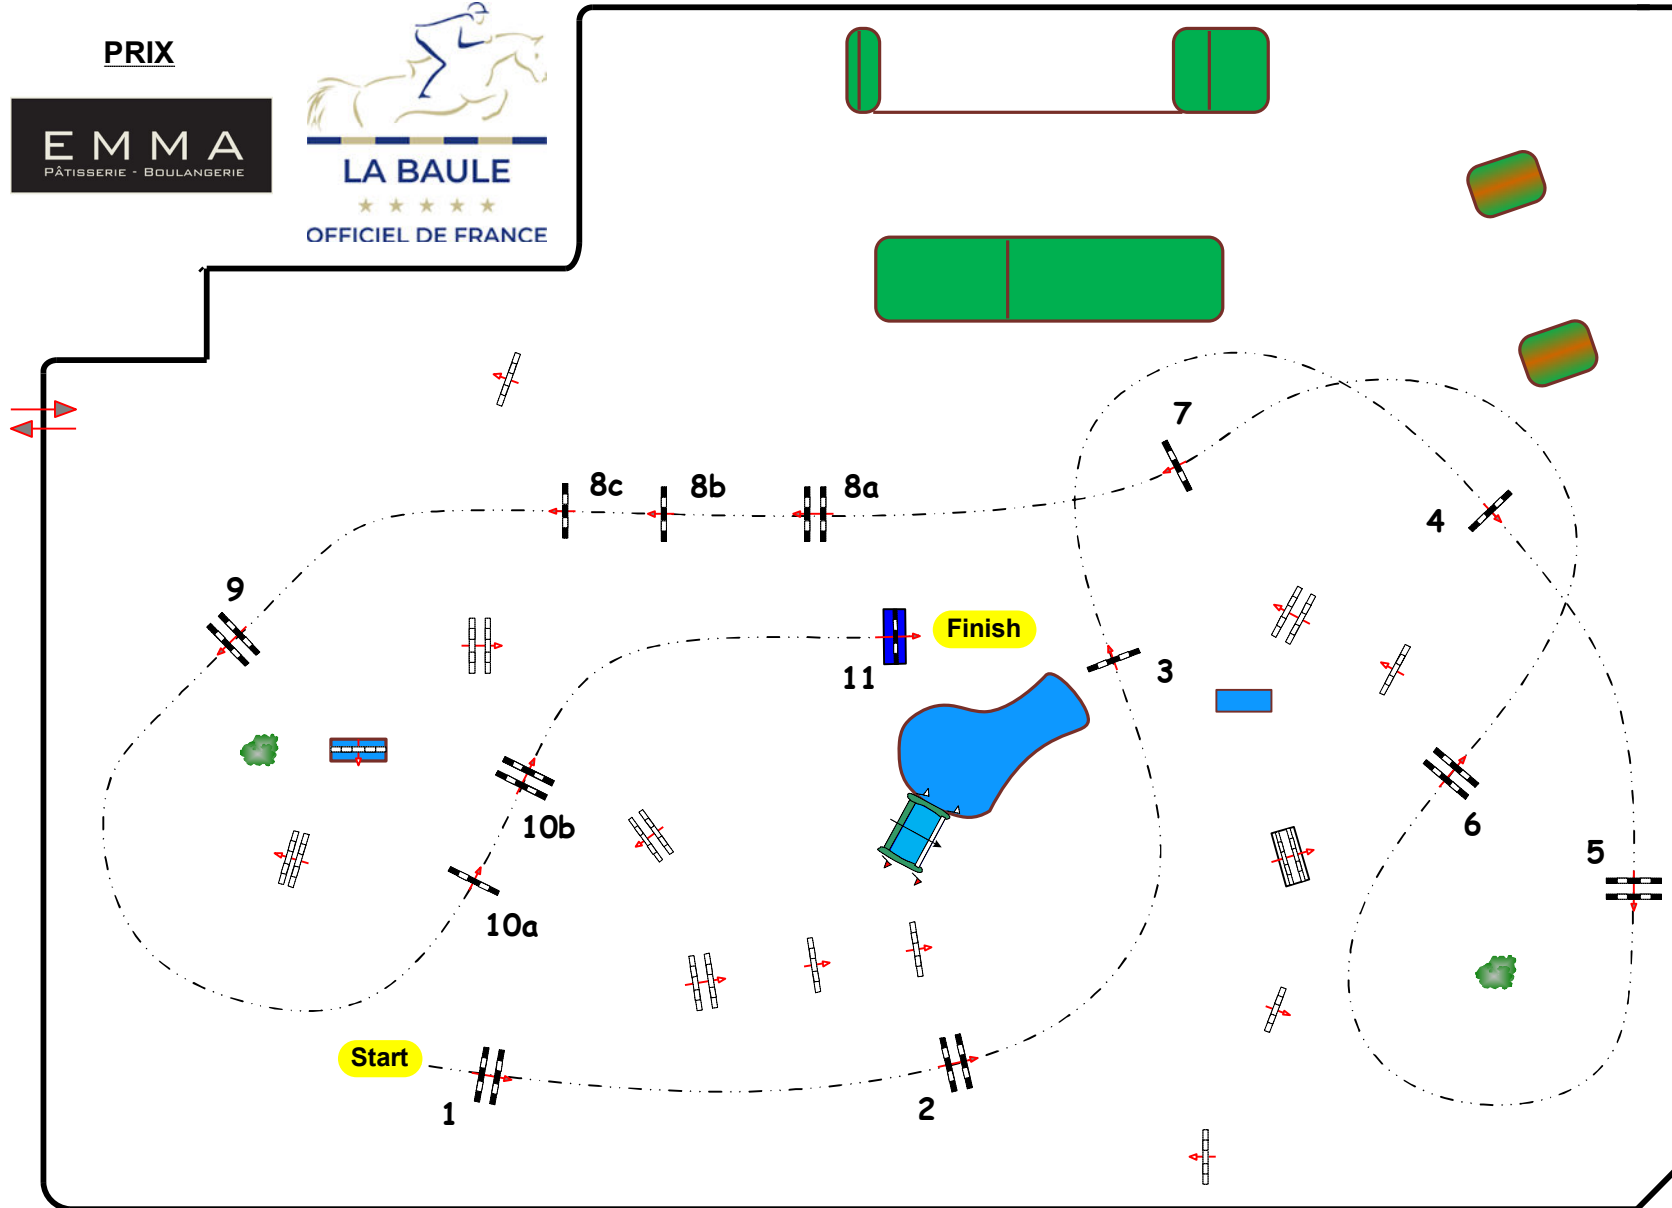 PRIX
EMMA
PÂTISSERIE - BOULANGERIE
LA BAULE
OFFICIEL DE FRANCE
7
8c
8b
8a
4
9
Finish
11
3
10b
6
5
10a
Start
1
2